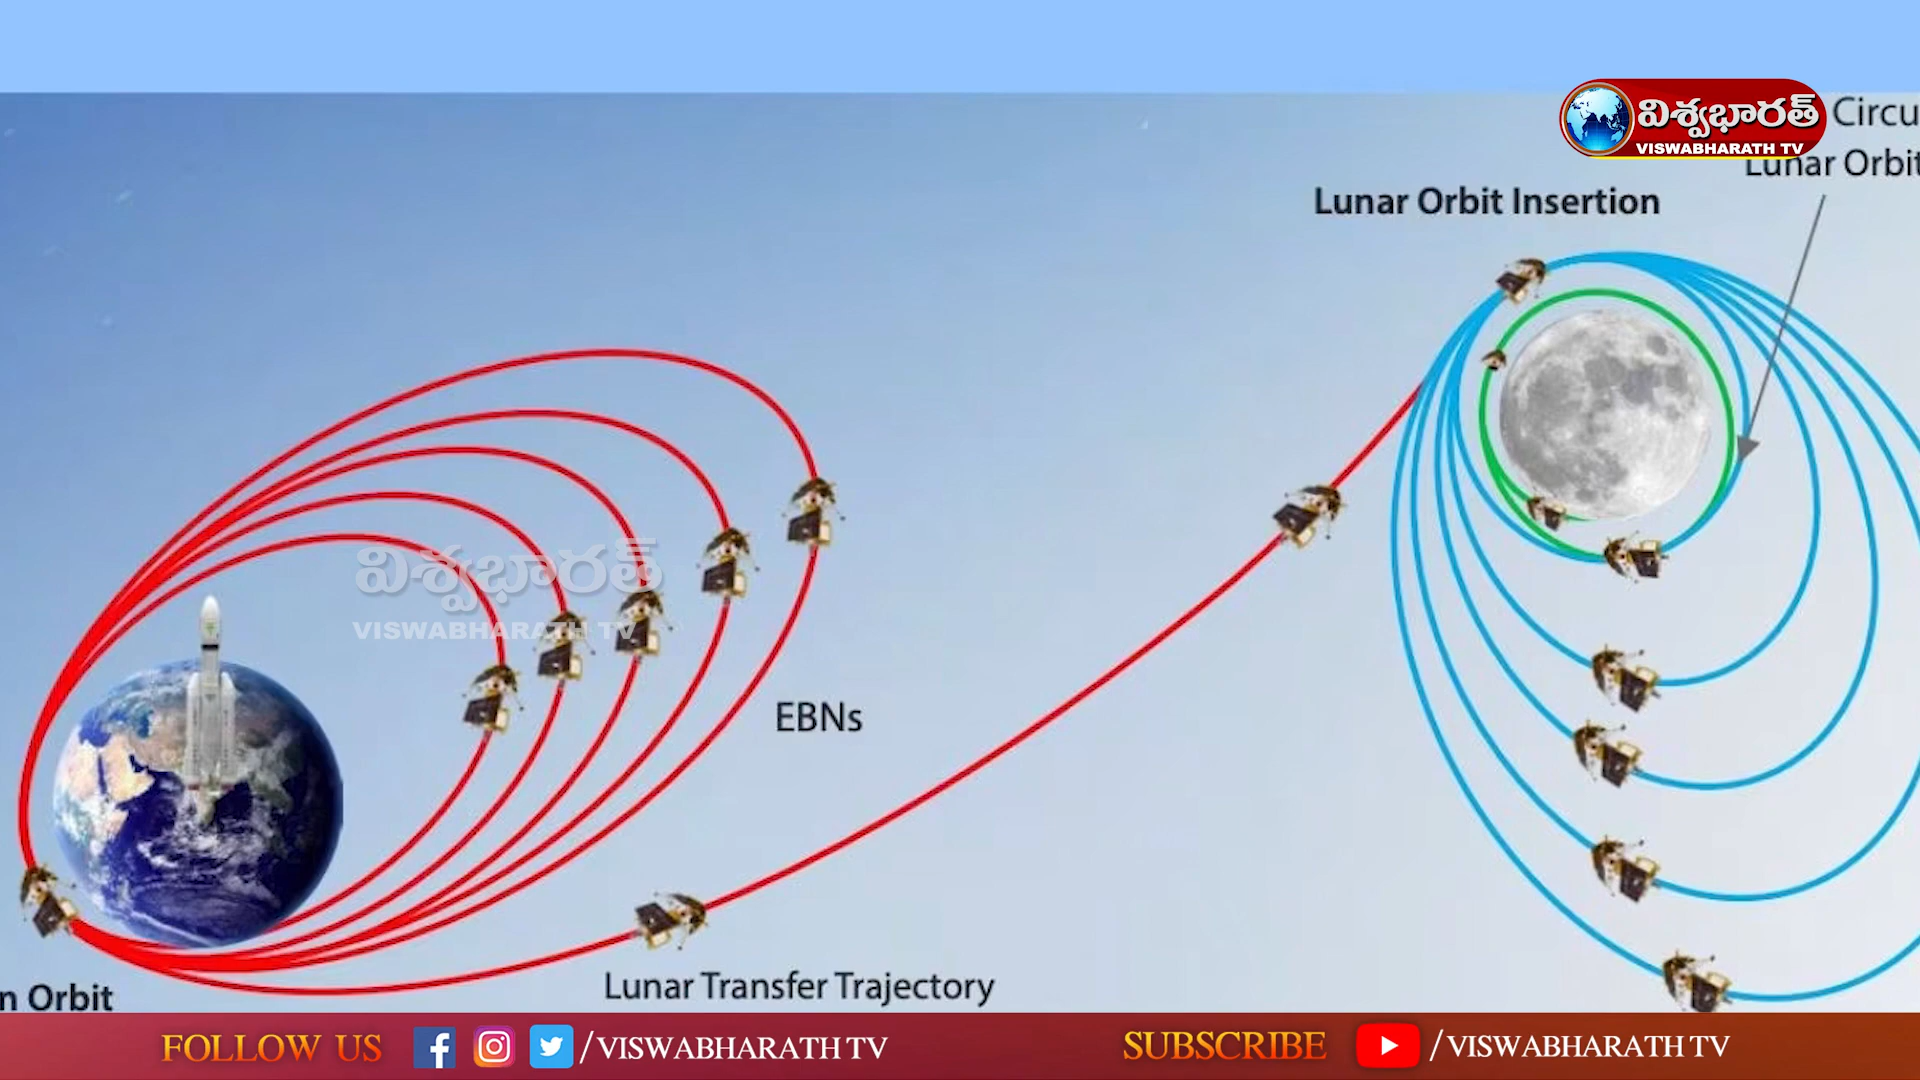 విశ్వభారత్
VISWABHARATH TV
Circu
Lunar Orbit
Lunar Orbit Insertion
విశ్వభారత్
VISWABHARATH TV
EBNs
Lunar Transfer Trajectory
n Orbit
FOLLOW US /VISWABHARATH TV SUBSCRIBE /VISWABHARATH TV